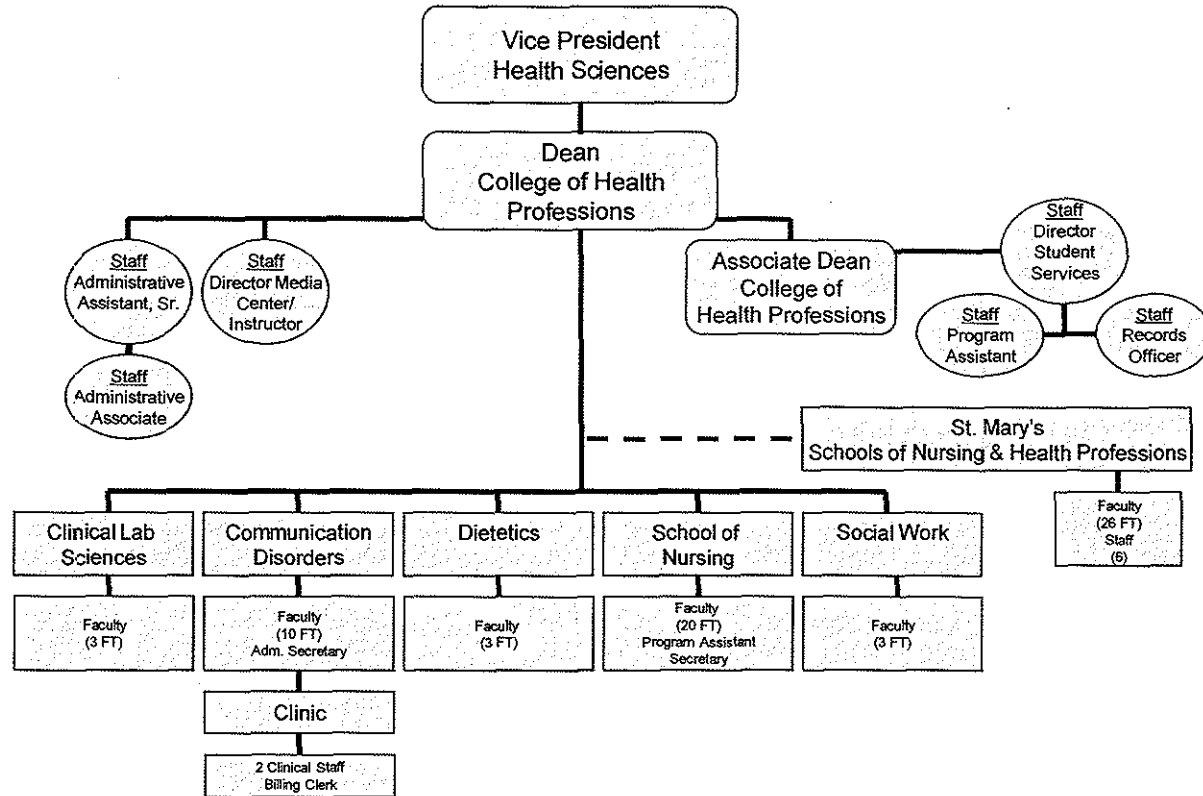 Vice President
Health Sciences
Dean
College of Health
Professions
Staff
Administrative
Assistant, Sr.
Staff
Director Media
Center/
Instructor
Staff
Administrative
Associate
Associate Dean
College of
Health Professions
Staff
Director
Student
Services
Staff
Program
Assistant
Staff
Records
Officer
St. Mary's
Schools of Nursing & Health Professions
Faculty
(26 FT)
Staff
(6)
Clinical Lab
Sciences
Communication
Disorders
Dietetics
School of
Nursing
Social Work
Faculty
(3 FT)
Faculty
(10 FT)
Adm. Secretary
Faculty
(3 FT)
Faculty
(20 FT)
Program Assistant
Secretary
Faculty
(3 FT)
Clinic
2 Clinical Staff
Billing Clerk